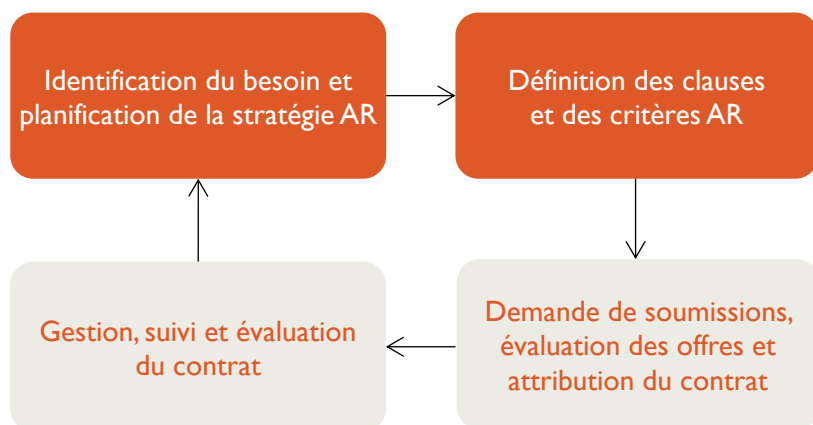 Identification du besoin et
planification de la stratégie AR
Définition des clauses
et des critères AR
Gestion, suivi et évaluation
du contrat
Demande de soumissions,
évaluation des offres et
attribution du contrat